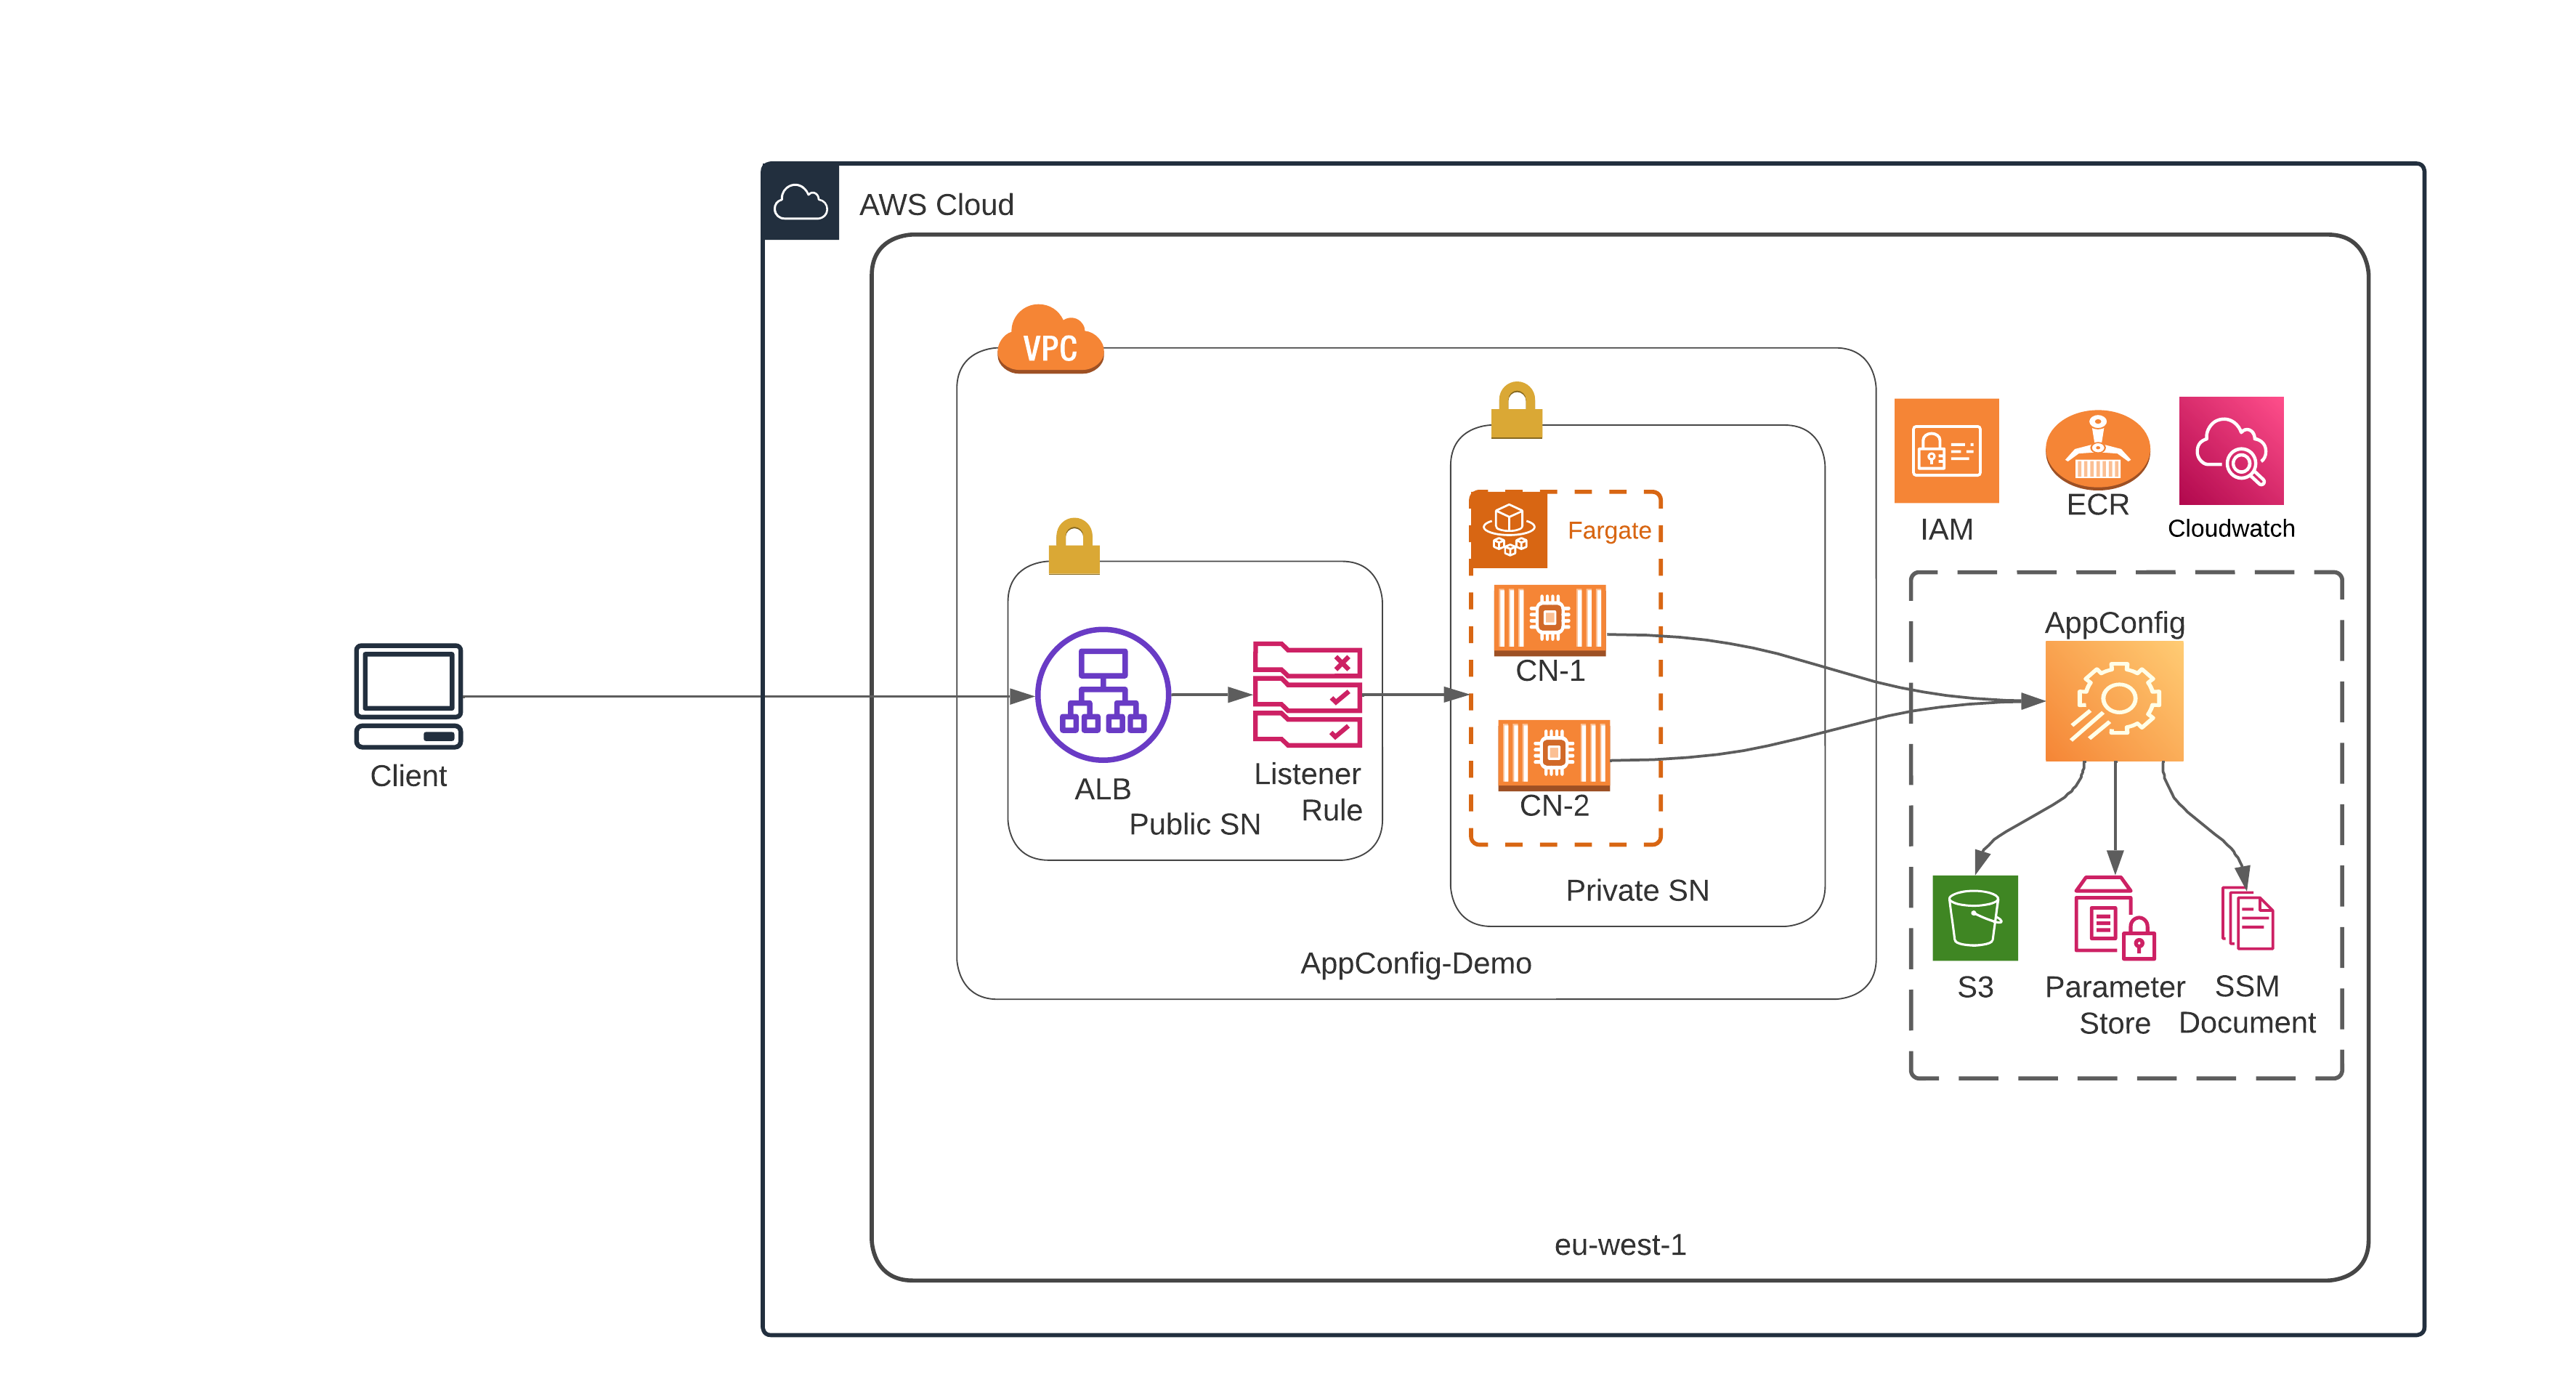 AWS Cloud
VPC
Fargate
IAM
ECR
Cloudwatch
CN-1
CN-2
AppConfig
Client
ALB
Listener
Rule
Public SN
Private SN
AppConfig-Demo
S3
Parameter
Store
SSM
Document
eu-west-1